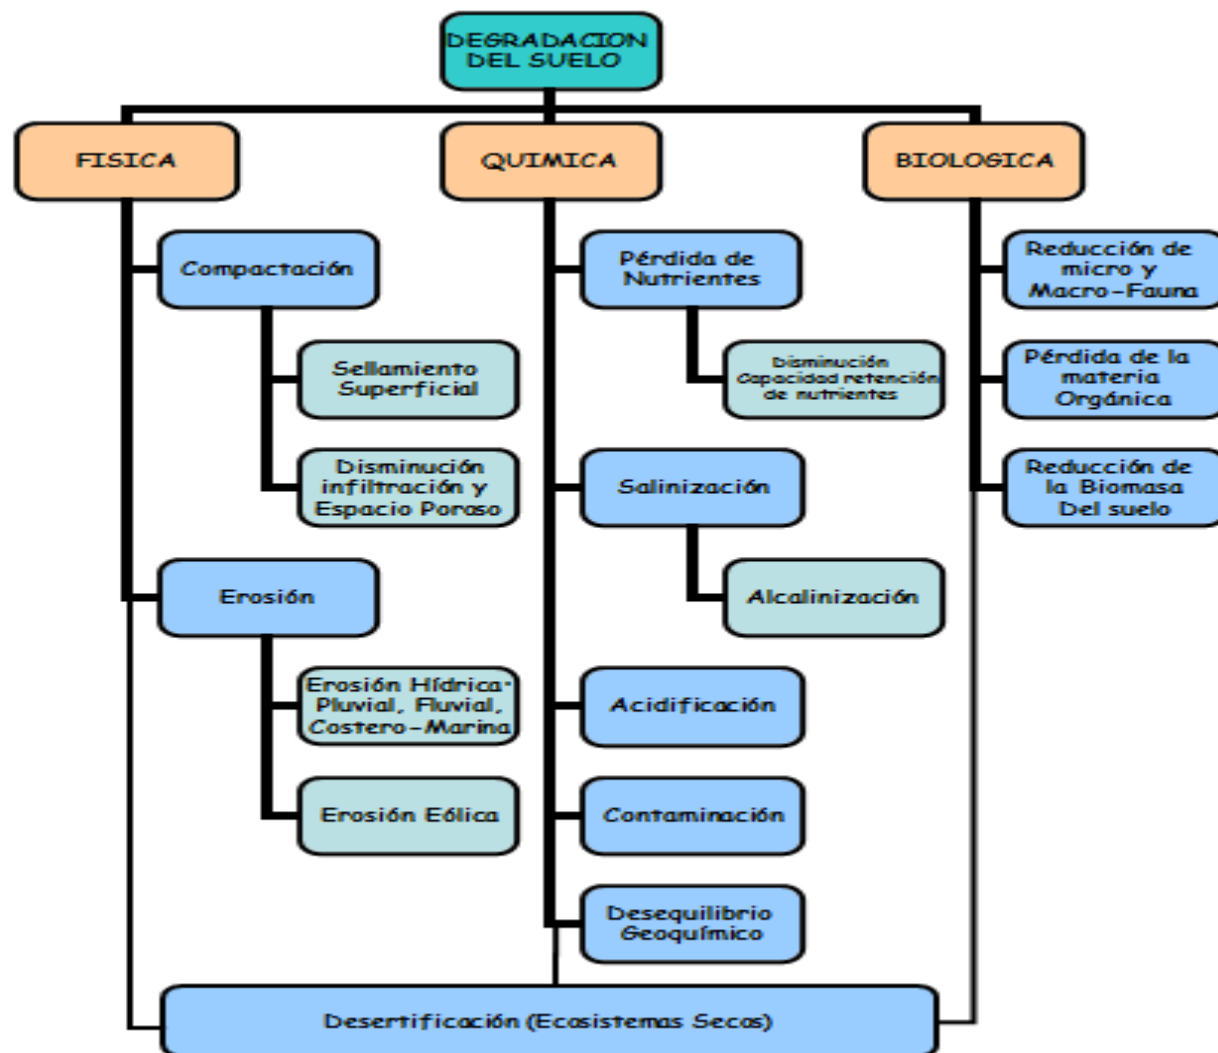 DEGRADACION
DEL SUELO
FISICA
QUIMICA
BIOLOGICA
Compactación
Sellamiento
Superficial
Disminución
infiltración y
Espacio Poroso
Erosión
Erosión Hídrica·
Pluvial, Fluvial,
Costero-Marina
Erosión Eólica
Pérdida de
Nutrientes
Disminución
Capacidad retención
de nutrientes
Salinización
Alcalinización
Acidificación
Contaminación
Desequilibrio
Geoquímico
Reducción de
micro y
Macro-Fauna
Pérdida de la
materia
Orgánica
Reducción de
la Biomasa
Del suelo
Desertificación (Ecosistemas Secos)